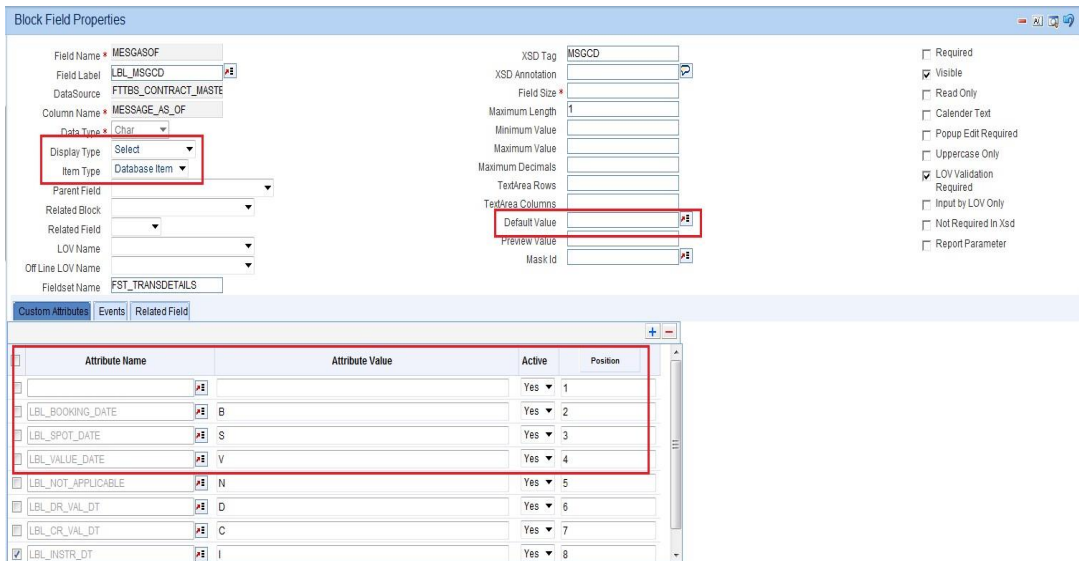 Block Field Properties
Field Name * MESGASOF
Field Label LBL_MSGCD
DataSource FTTBS_CONTRACT_MASTE
Column Name * MESSAGE_AS_OF
Data Type * Char
Display Type Select
Item Type Database Item
Parent Field
Related Block
Related Field
LOV Name
Off Line LOV Name
Fieldset Name FST_TRANSDETAILS
XSD Tag MSGCD
XSD Annotation
Field Size *
Maximum Length 1
Minimum Value
Maximum Value
Maximum Decimals
TextArea Rows
TextArea Columns
Default Value
Preview Value
Mask Id
Required
Visible
Read Only
Calender Text
Popup Edit Required
Uppercase Only
LOV Validation
Required
Input by LOV Only
Not Required In Xsd
Report Parameter
Custom Attributes Events Related Field
Attribute Name Attribute Value Active Position
Yes 1
LBL_BOOKING_DATE B Yes 2
LBL_SPOT_DATE S Yes 3
LBL_VALUE_DATE V Yes 4
LBL_NOT_APPLICABLE N Yes 5
LBL_DR_VAL_DT D Yes 6
LBL_CR_VAL_DT C Yes 7
LBL_INSTR_DT I Yes 8